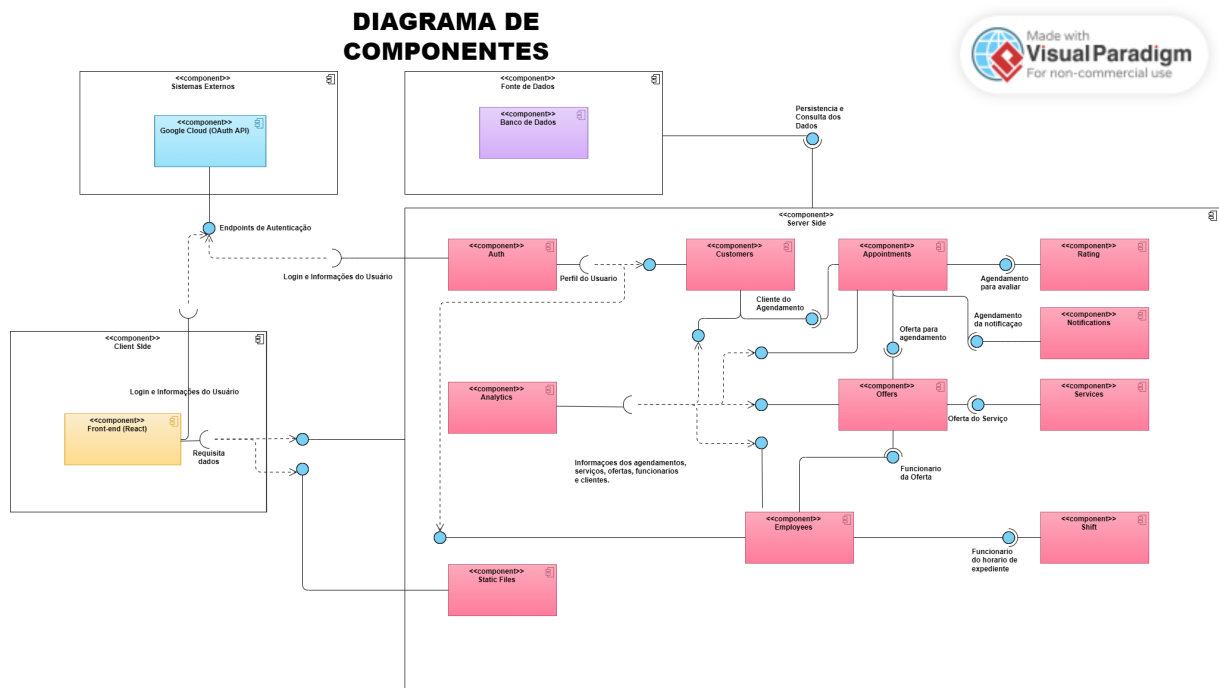 DIAGRAMA DE
COMPONENTES
Made with
Visual Paradigm
For non-commercial use
<<component>>
Sistemas Externos
<<component>>
Google Cloud (OAuth API)
<<component>>
Fonte de Dados
<<component>>
Banco de Dados
Persistencia e
Consulta dos
Dados
<<component>>
Server Side
Endpoints de Autenticação
Login e Informações do Usuário
<<component>>
Auth
Perfil do Usuario
<<component>>
Customers
<<component>>
Appointments
<<component>>
Rating
Agendamento
para avaliar
Cliente do
Agendamento
Oferta para
agendamento
Agendamento
da notificaçao
<<component>>
Notifications
<<component>>
Client SIde
Login e Informações do Usuário
<<component>>
Front-end (React)
Requisita
dados
<<component>>
Analytics
<<component>>
Offers
Oferta do Serviço
<<component>>
Services
Informaçoes dos agendamentos,
serviços, ofertas, funcionarios
e clientes.
Funcionario
da Oferta
<<component>>
Employees
Funcionario
do horario de
expediente
<<component>>
Shift
<<component>>
Static Files